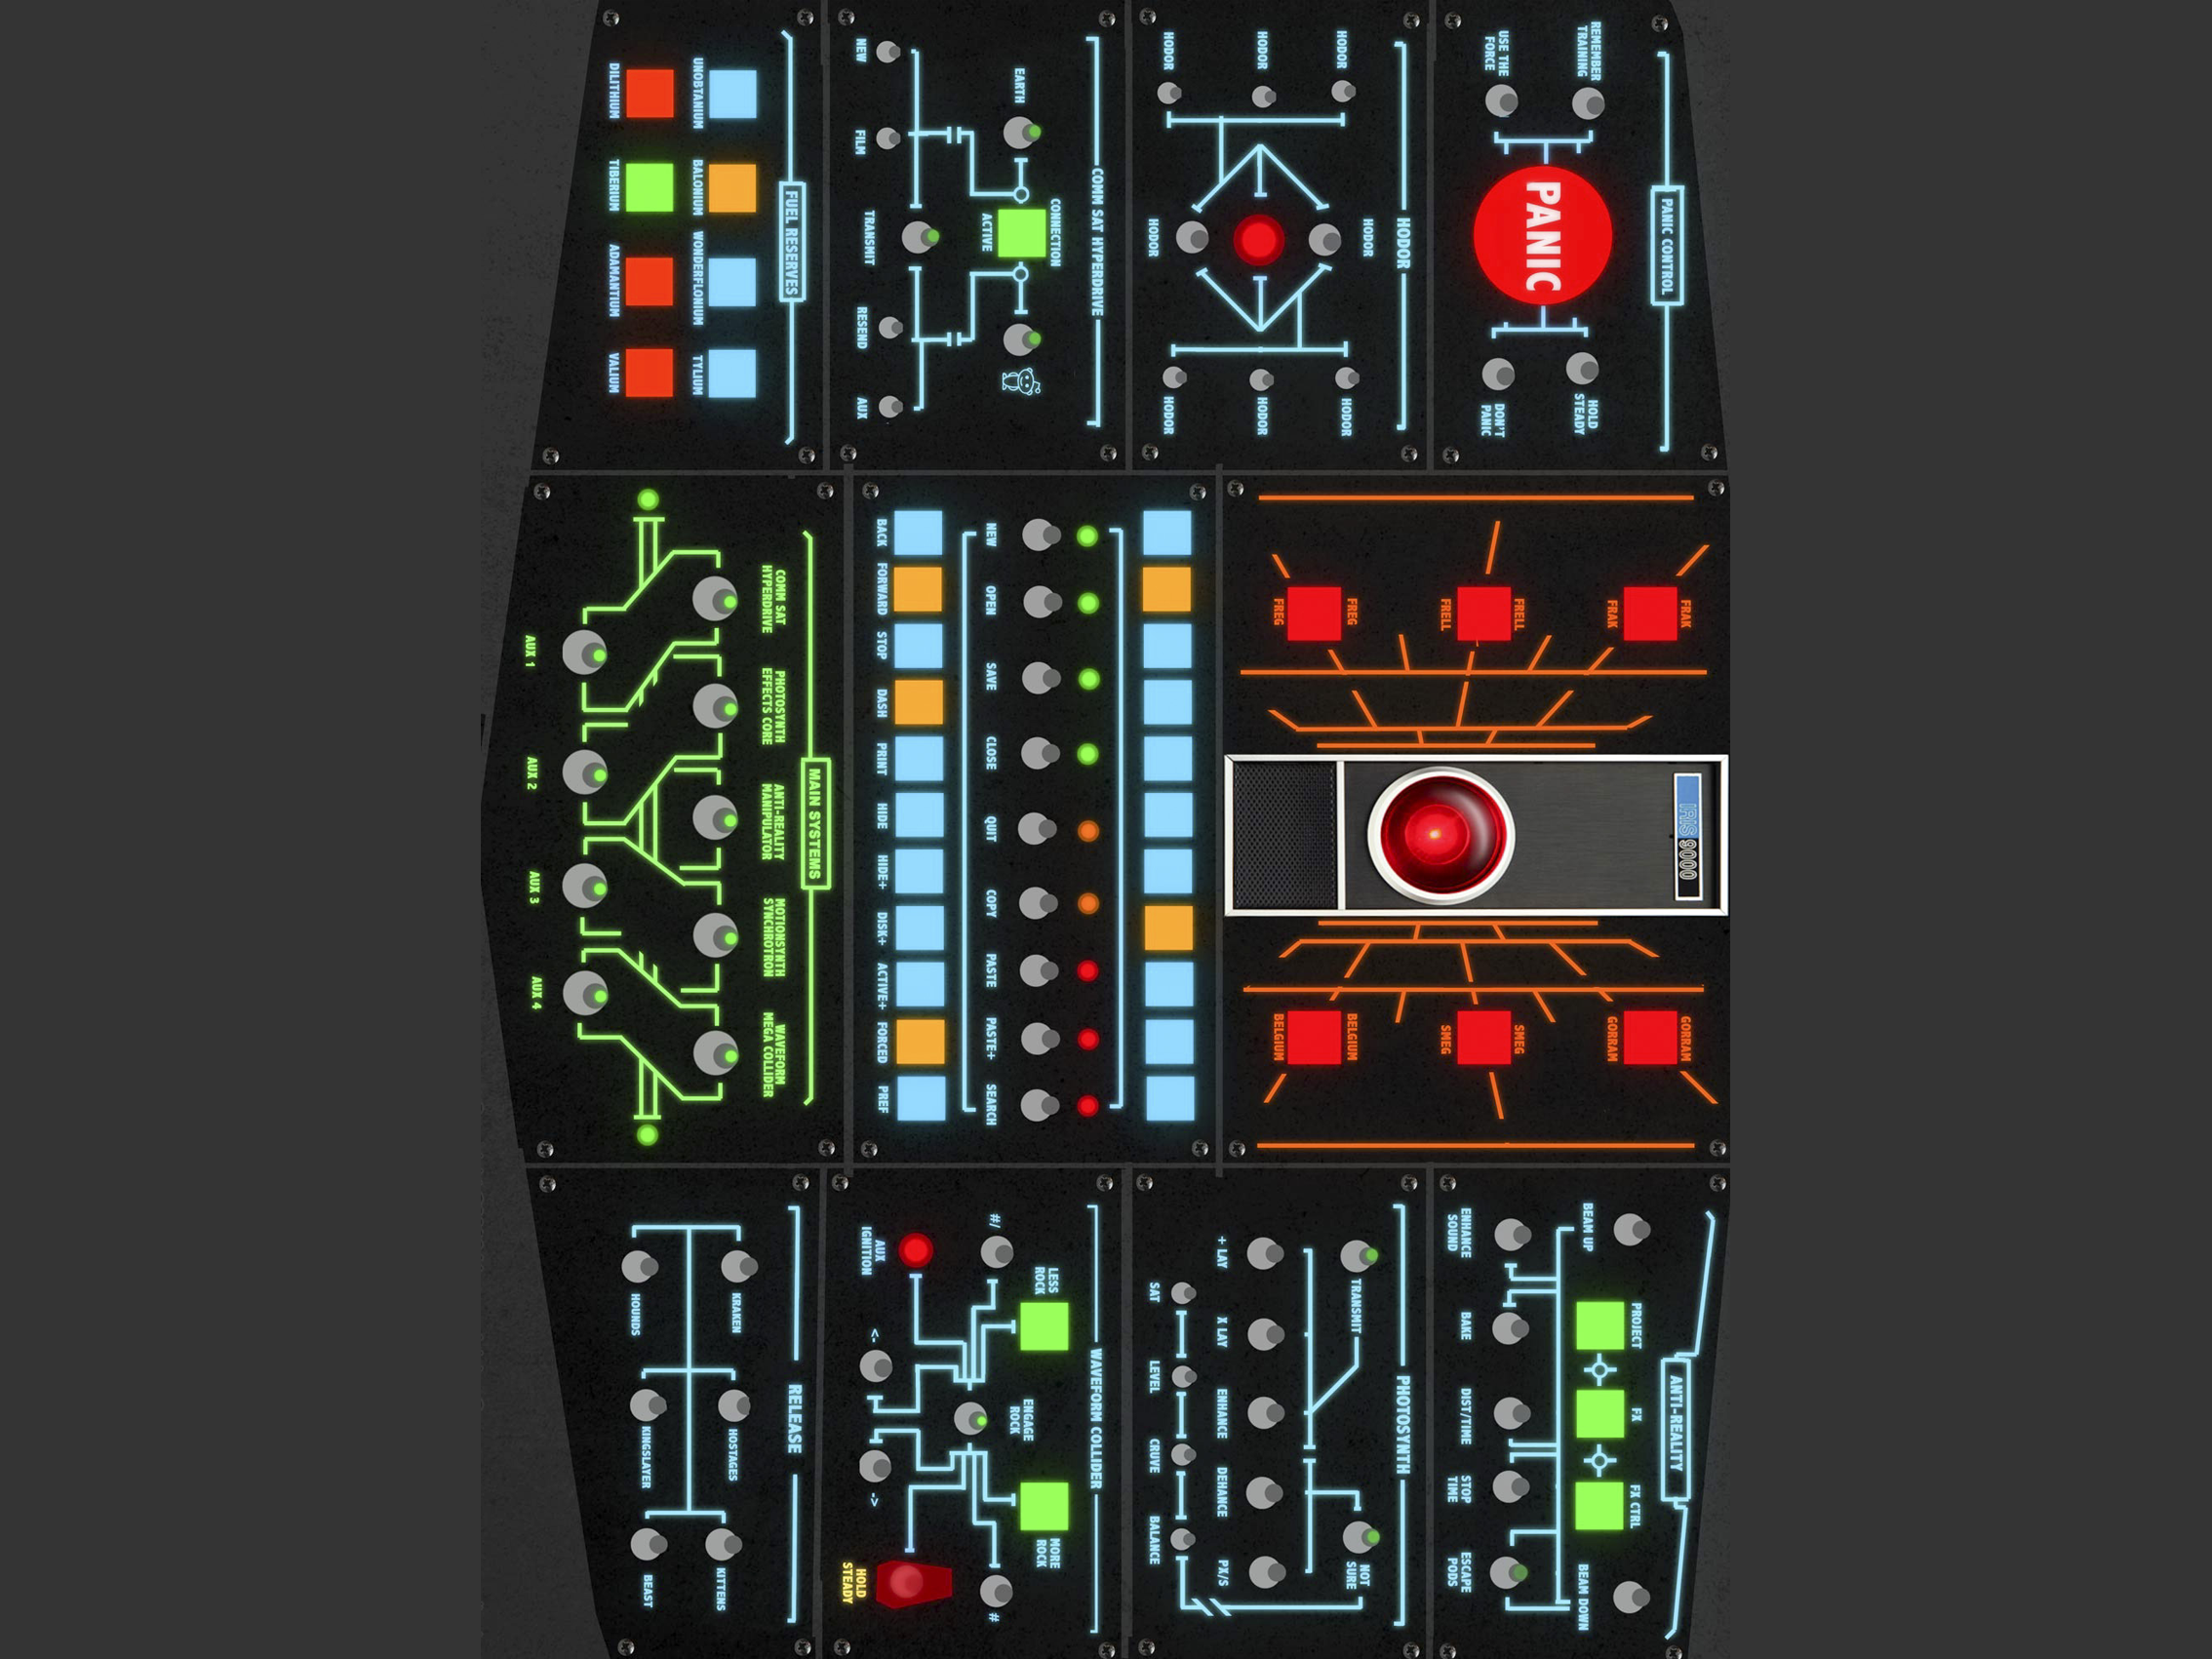 PANIC CONTROL
REMEMBER
TRAINING
HOLD
STEADY
PANIC
USE THE
FORCE
DON'T
PANIC
HODOR
HODOR
HODOR
HODOR
HODOR
HODOR
HODOR
HODOR
HODOR
COMM SAT HYPERDRIVE
CONNECTION
EARTH
ACTIVE
TRANSMIT
NEW
FILM
RESEND
AUX
FUEL RESERVES
UNOBTANIUM
BALONIUM
WONDERFLONIUM
TYLIUM
DILITHIUM
TIBERIUM
ADAMANTIUM
VALIUM
IRIS 9000
FRAK
FRAK
GORRAM
GORRAM
FRELL
FRELL
SMEG
SMEG
FREG
FREG
BELGIUM
BELGIUM
NEW
OPEN
SAVE
CLOSE
QUIT
COPY
PASTE
PASTE+
SEARCH
BACK
FORWARD
STOP
DASH
PRINT
HIDE
HIDE+
DISK+
ACTIVE+
FORCED
PREF
MAIN SYSTEMS
COMM SAT
HYPERDRIVE
PHOTOSYNTH
EFFECTS CORE
ANTI-REALITY
MANIPULATOR
MOTIONSYNTH
SYNCHROTRON
WAVEFORM
MEGA COLLIDER
AUX 1
AUX 2
AUX 3
AUX 4
ANTI-REALITY
PROJECT
FX
FX CTRL
BEAM UP
BEAM DOWN
ENHANCE
SOUND
BAKE
DIST/TIME
STOP
TIME
ESCAPE
PODS
PHOTOSYNTH
TRANSMIT
NOT
SURE
+ LAY
X LAY
ENHANCE
DEHANCE
PX/S
SAT
LEVEL
CRUVE
BALANCE
WAVEFORM COLLIDER
LESS
ROCK
MORE
ROCK
ENGAGE
ROCK
#/
#
AUX
IGNITION
<-
->
HOLD
STEADY
RELEASE
KRAKEN
HOSTAGES
KITTENS
HOUNDS
KINGSLAYER
BEAST